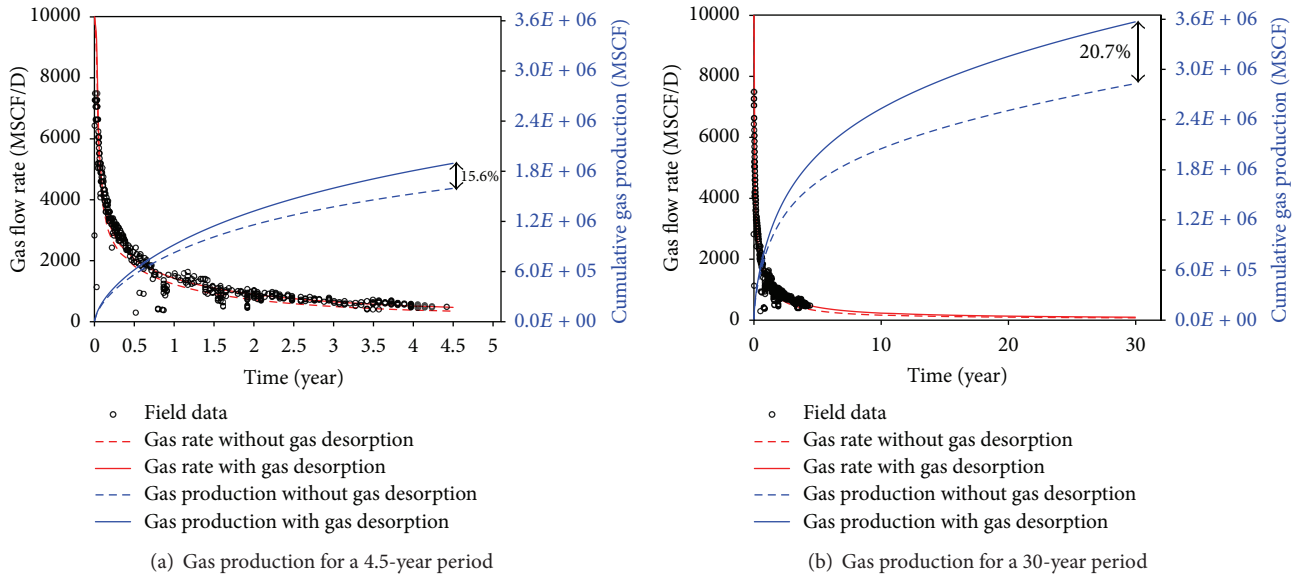 10000
8000
6000
4000
2000
0
Gas flow rate (MSCF/D)
3.6E + 06
3.0E + 06
2.4E + 06
1.8E + 06
1.2E + 06
6.0E + 05
0.0E + 00
Cumulative gas production (MSCF)
15.6%
0 0.5 1 1.5 2 2.5 3 3.5 4 4.5 5
Time (year)
Field data
Gas rate without gas desorption
Gas rate with gas desorption
Gas production without gas desorption
Gas production with gas desorption
(a) Gas production for a 4.5-year period
10000
8000
6000
4000
2000
0
Gas flow rate (MSCF/D)
3.6E + 06
3.0E + 06
2.4E + 06
1.8E + 06
1.2E + 06
6.0E + 05
0.0E + 00
Cumulative gas production (MSCF)
20.7%
0 10 20 30
Time (year)
Field data
Gas rate without gas desorption
Gas rate with gas desorption
Gas production without gas desorption
Gas production with gas desorption
(b) Gas production for a 30-year period